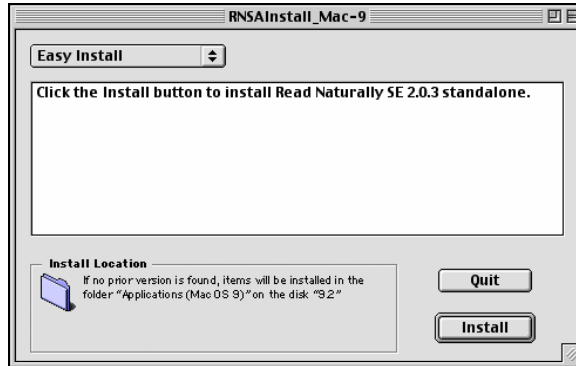 RNSAInstall_Mac-9
Easy Install
Click the Install button to install Read Naturally SE 2.0.3 standalone.
Install Location
If no prior version is found, items will be installed in the
folder “Applications (Mac OS 9)” on the disk “9.2”
Quit
Install